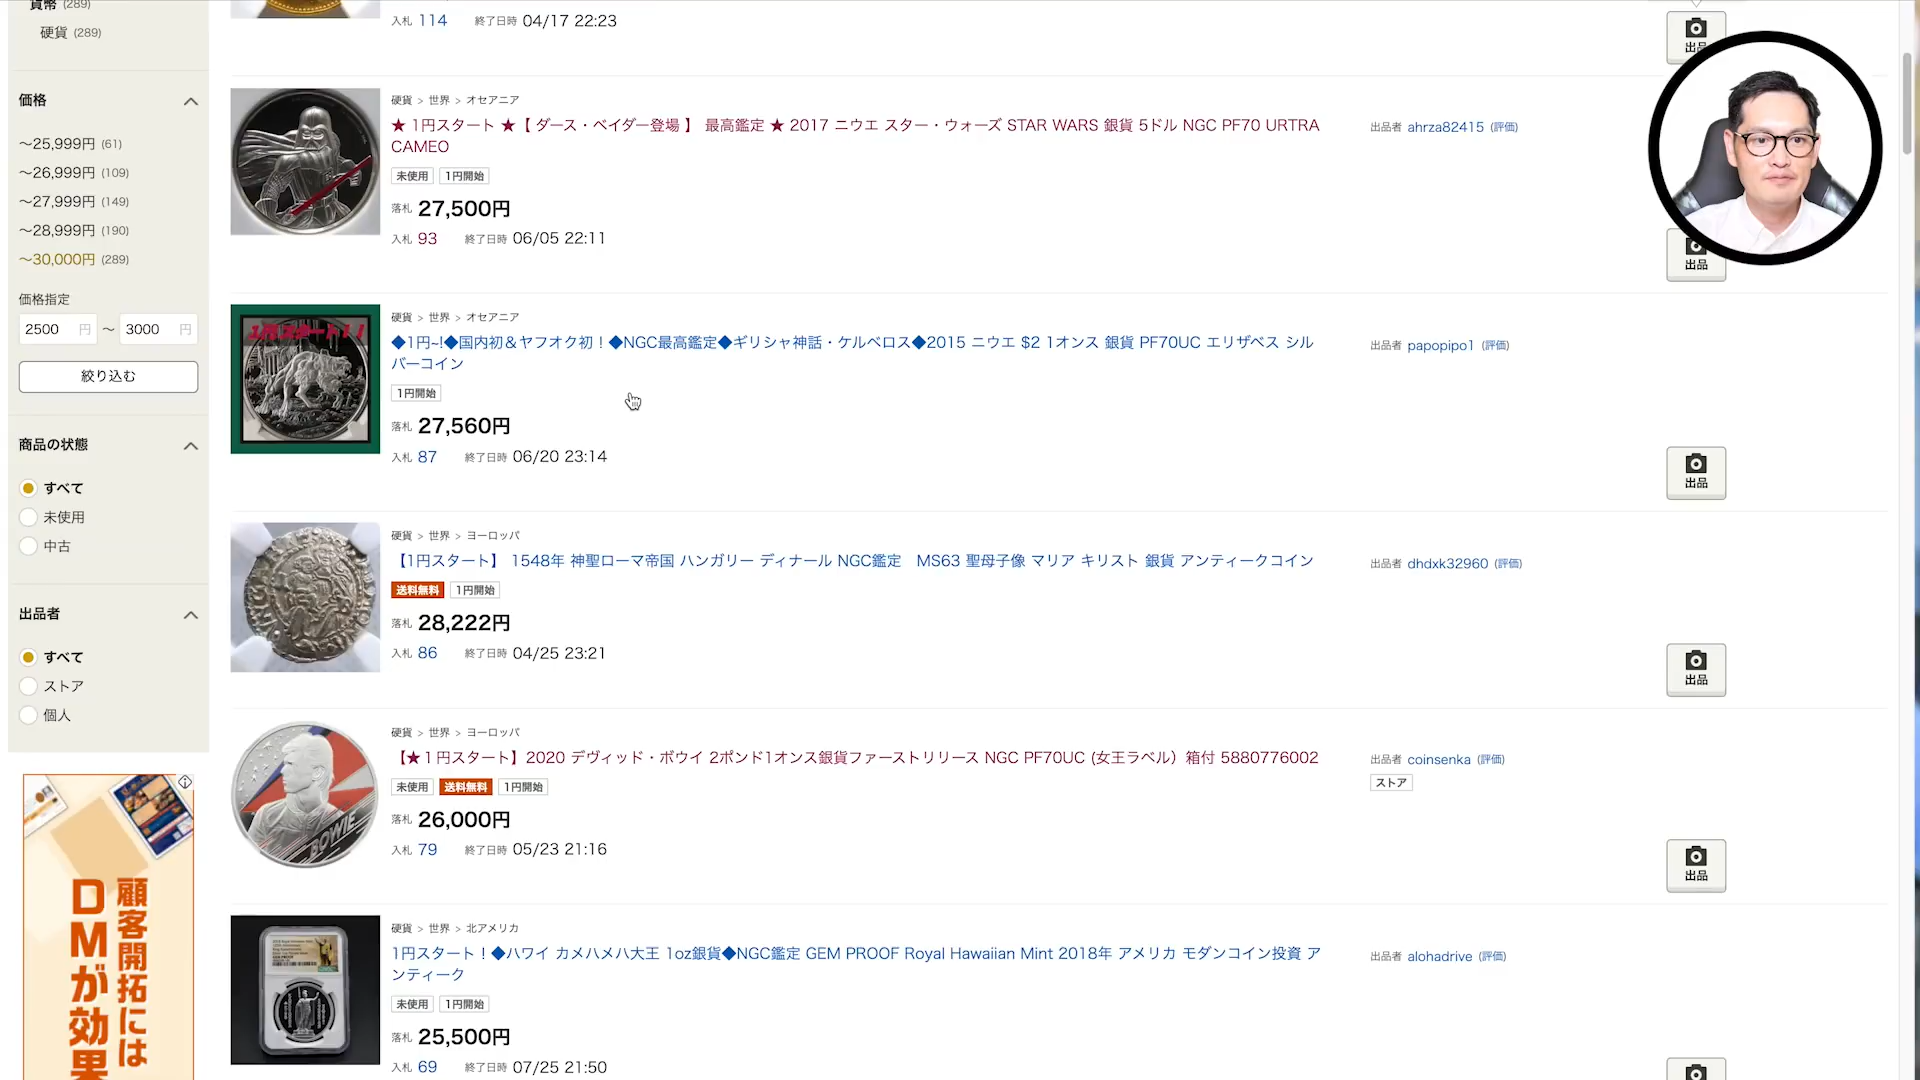 貨幣 (289)
硬貨 (289)
価格
～25,999円 (61)
～26,999円 (109)
～27,999円 (149)
～28,999円 (190)
～30,000円 (289)
価格指定
2500 円 ～ 3000 円
絞り込む
商品の状態
すべて
未使用
中古
出品者
すべて
ストア
個人
顧客開拓には
DMが効果
入札 114 終了日時 04/17 22:23
出品
硬貨 > 世界 > オセアニア
★ 1円スタート ★【 ダース・ベイダー登場 】 最高鑑定 ★ 2017 ニウエ スター・ウォーズ STAR WARS 銀貨 5ドル NGC PF70 URTRA
CAMEO
未使用 1円開始
落札 27,500円
入札 93 終了日時 06/05 22:11
出品者 ahrza82415 (評価)
出品
硬貨 > 世界 > オセアニア
1円スタート！！
◆1円~!◆国内初＆ヤフオク初！◆NGC最高鑑定◆ギリシャ神話・ケルベロス◆2015 ニウエ $2 1オンス 銀貨 PF70UC エリザベス シル
バーコイン
1円開始
落札 27,560円
入札 87 終了日時 06/20 23:14
出品者 papopipo1 (評価)
出品
硬貨 > 世界 > ヨーロッパ
【1円スタート】 1548年 神聖ローマ帝国 ハンガリー ディナール NGC鑑定　MS63 聖母子像 マリア キリスト 銀貨 アンティークコイン
送料無料 1円開始
落札 28,222円
入札 86 終了日時 04/25 23:21
出品者 dhdxk32960 (評価)
出品
硬貨 > 世界 > ヨーロッパ
【★１円スタート】2020 デヴィッド・ボウイ 2ポンド1オンス銀貨ファーストリリース NGC PF70UC (女王ラベル）箱付 5880776002
未使用 送料無料 1円開始
落札 26,000円
入札 79 終了日時 05/23 21:16
BOWIE
出品者 coinsenka (評価)
ストア
出品
硬貨 > 世界 > 北アメリカ
1円スタート！◆ハワイ カメハメハ大王 1oz銀貨◆NGC鑑定 GEM PROOF Royal Hawaiian Mint 2018年 アメリカ モダンコイン投資 ア
ンティーク
未使用 1円開始
落札 25,500円
入札 69 終了日時 07/25 21:50
出品者 alohadrive (評価)